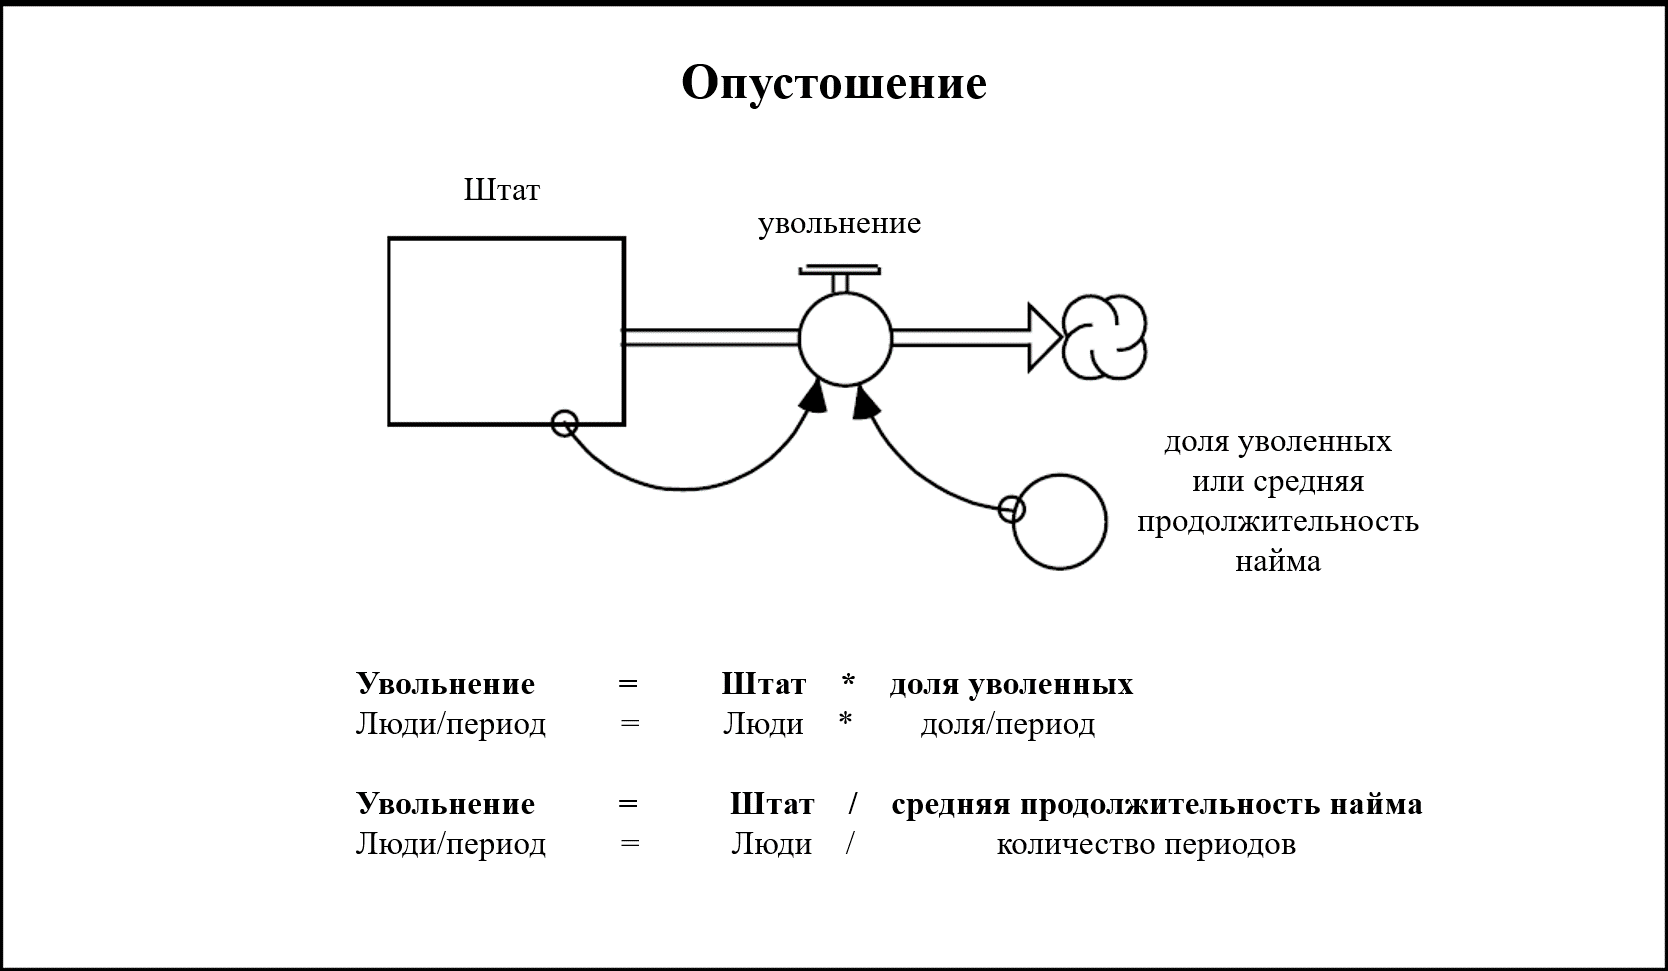 Опустошение
Штат
увольнение
доля уволенных
или средняя
продолжительность
найма
Увольнение = Штат * доля уволенных
Люди/период = Люди * доля/период
Увольнение = Штат / средняя продолжительность найма
Люди/период = Люди / количество периодов